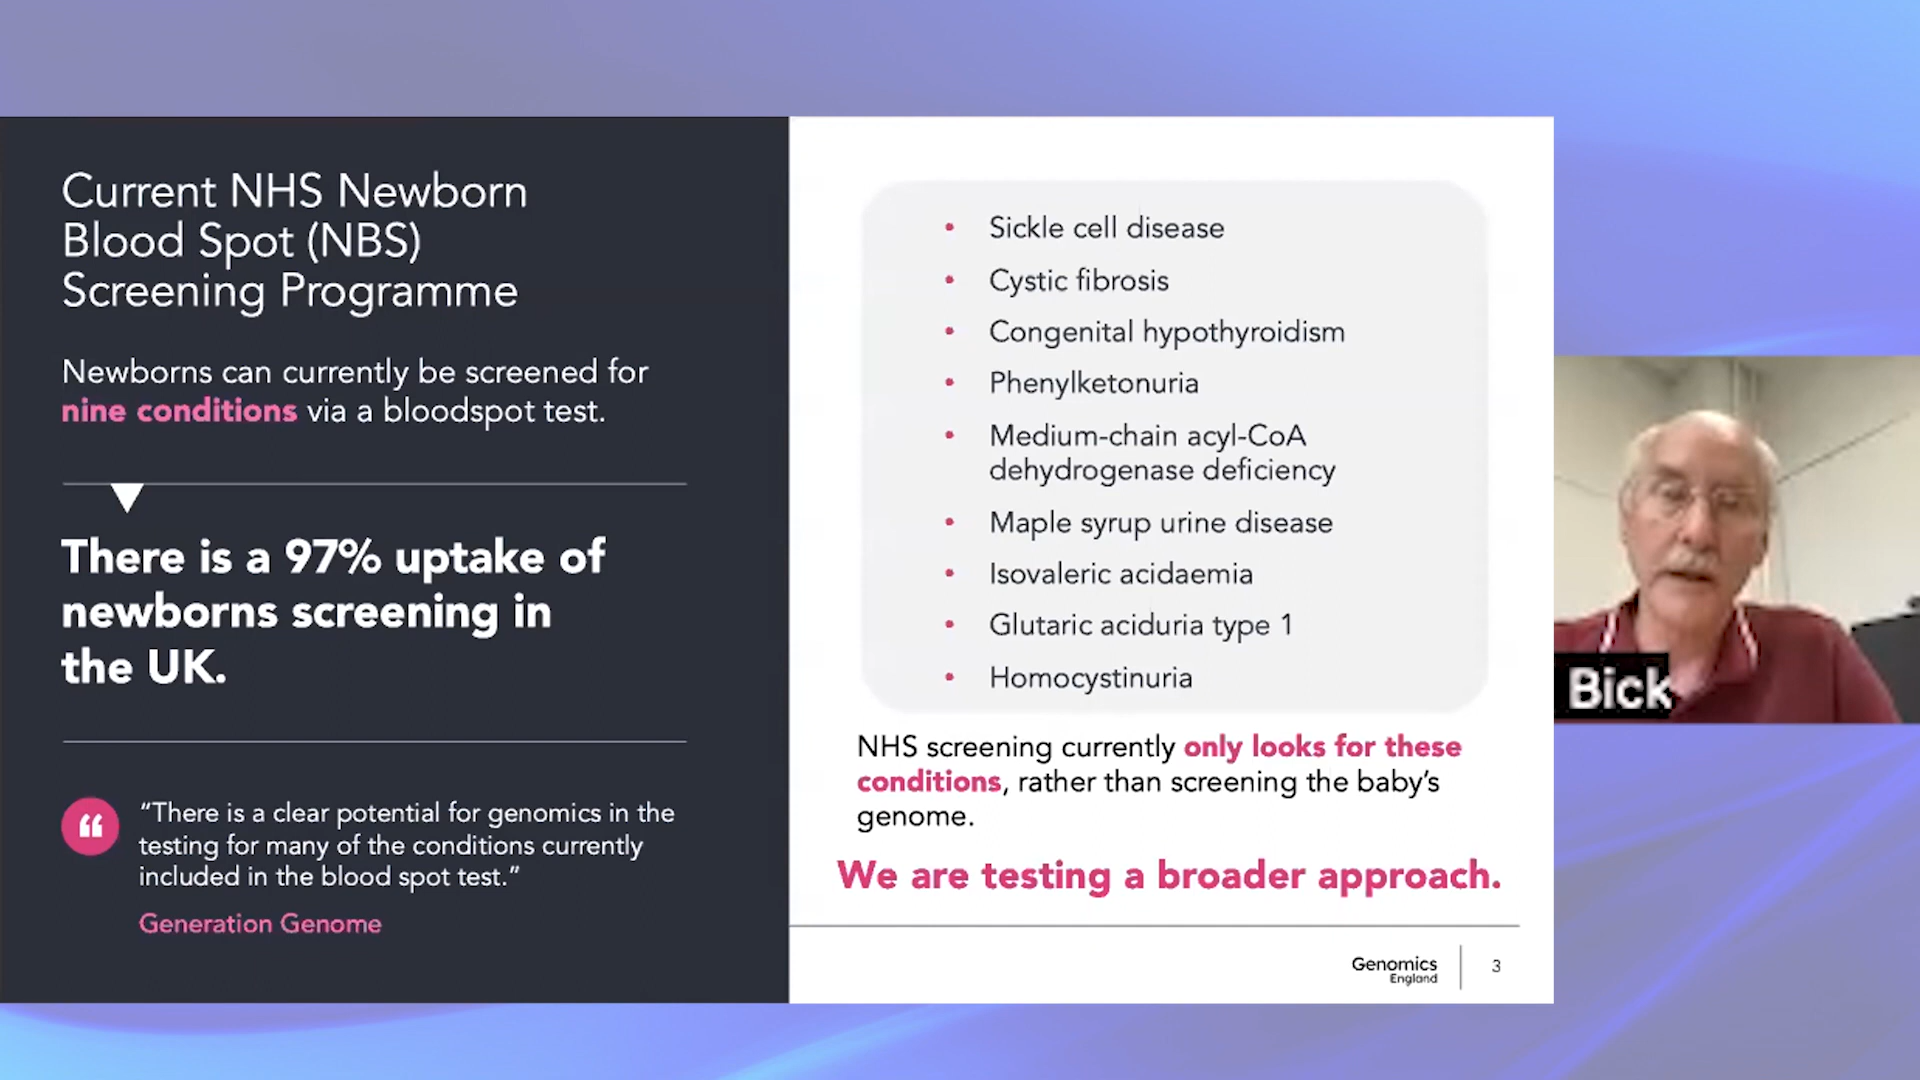 Current NHS Newborn
Blood Spot (NBS)
Screening Programme
Newborns can currently be screened for
nine conditions via a bloodspot test.
There is a 97% uptake of
newborns screening in
the UK.
“There is a clear potential for genomics in the
testing for many of the conditions currently
included in the blood spot test.”
Generation Genome
• Sickle cell disease
• Cystic fibrosis
• Congenital hypothyroidism
• Phenylketonuria
• Medium-chain acyl-CoA
dehydrogenase deficiency
• Maple syrup urine disease
• Isovaleric acidaemia
• Glutaric aciduria type 1
• Homocystinuria
NHS screening currently only looks for these
conditions, rather than screening the baby’s
genome.
We are testing a broader approach.
Genomics
England
3
Bick